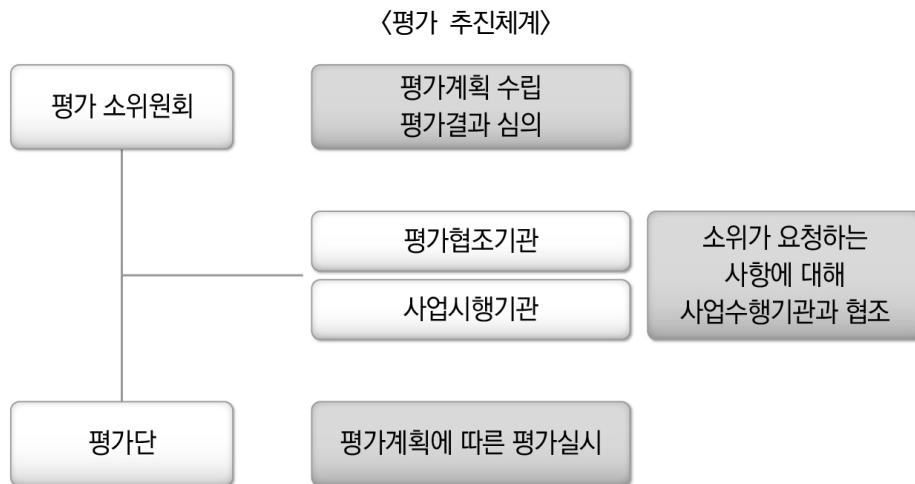 〈평가 추진체계〉
평가 소위원회
평가계획 수립
평가결과 심의
평가협조기관
사업시행기관
소위가 요청하는
사항에 대해
사업수행기관과 협조
평가단
평가계획에 따른 평가실시